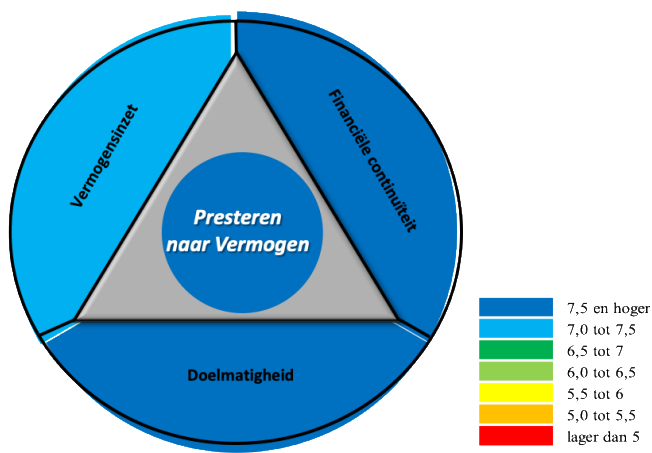 Vermogensinzet
Financiële continuïteit
Presteren
naar Vermogen
Doelmatigheid
7,5 en hoger
7,0 tot 7,5
6,5 tot 7
6,0 tot 6,5
5,5 tot 6
5,0 tot 5,5
lager dan 5